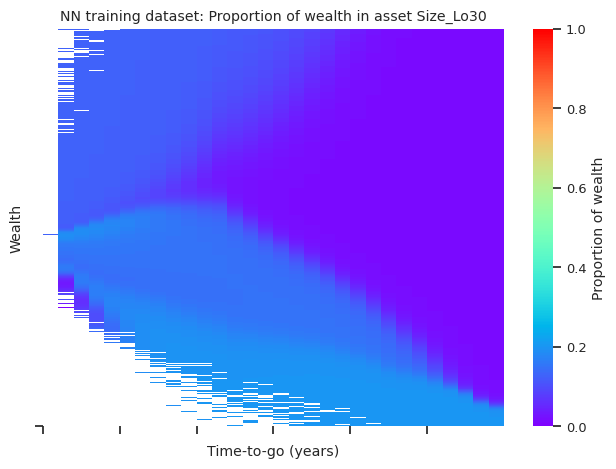 NN training dataset: Proportion of wealth in asset Size_Lo30
1.0
0.8
0.6
0.4
0.2
0.0
Proportion of wealth
Wealth
Time-to-go (years)